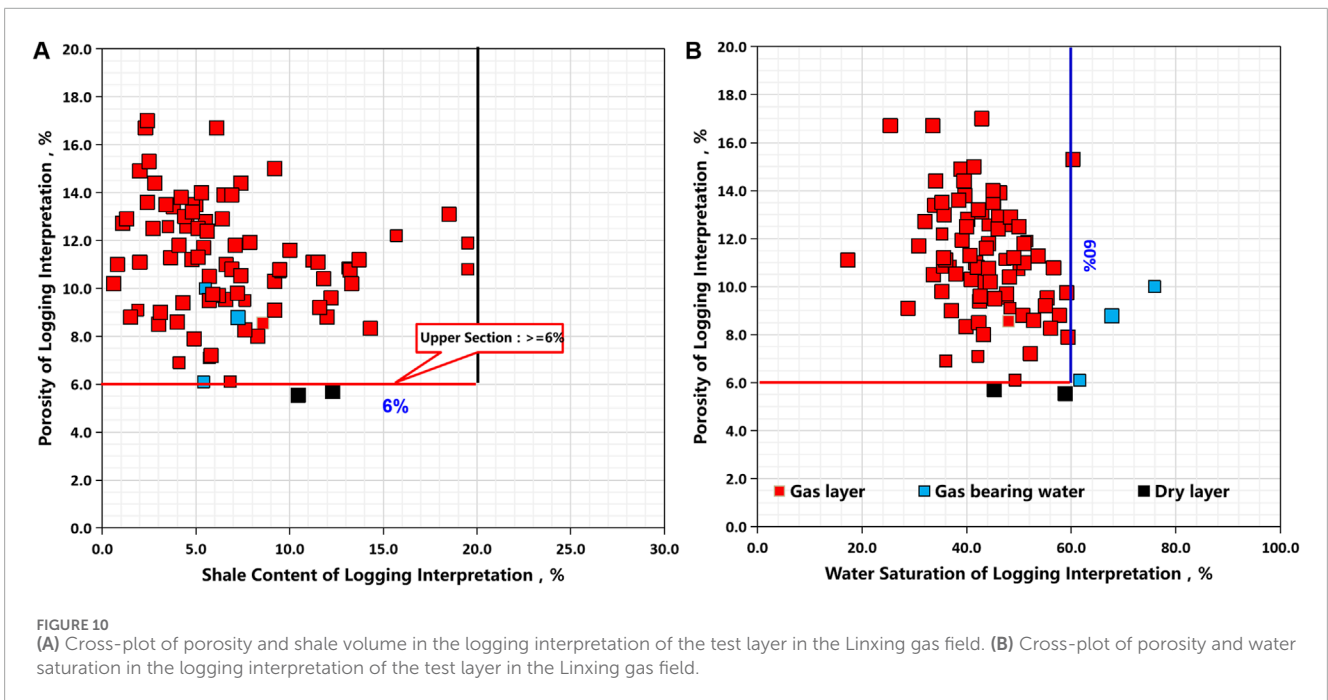 A
20.0
18.0
16.0
14.0
12.0
10.0
8.0
6.0
4.0
2.0
0.0
Porosity of Logging Interpretation , %
Upper Section : >=6%
6%
0.0 5.0 10.0 15.0 20.0 25.0 30.0
Shale Content of Logging Interpretation , %
B
20.0
18.0
16.0
14.0
12.0
10.0
8.0
6.0
4.0
2.0
0.0
Porosity of Logging Interpretation , %
60%
Gas layer Gas bearing water Dry layer
0.0 20.0 40.0 60.0 80.0 100.0
Water Saturation of Logging Interpretation , %
FIGURE 10
(A) Cross-plot of porosity and shale volume in the logging interpretation of the test layer in the Linxing gas field. (B) Cross-plot of porosity and water
saturation in the logging interpretation of the test layer in the Linxing gas field.